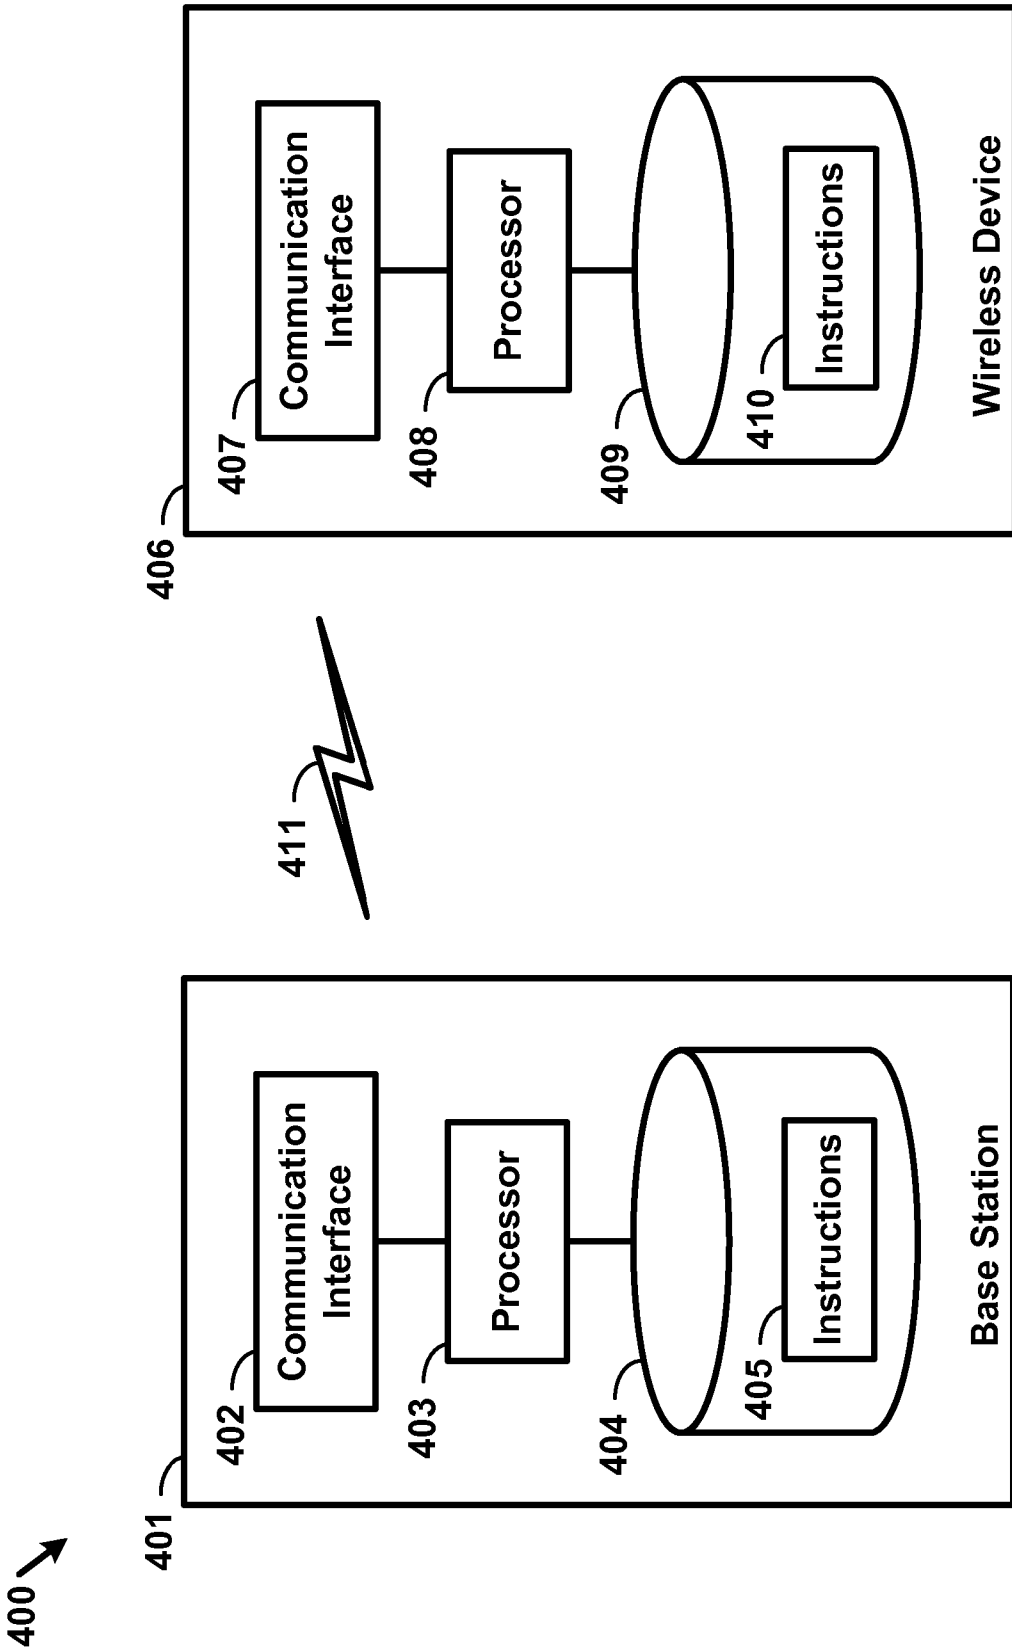 400
401
402
Communication
Interface
403
Processor
404
405
Instructions
Base Station
411
406
407
Communication
Interface
408
Processor
409
410
Instructions
Wireless Device